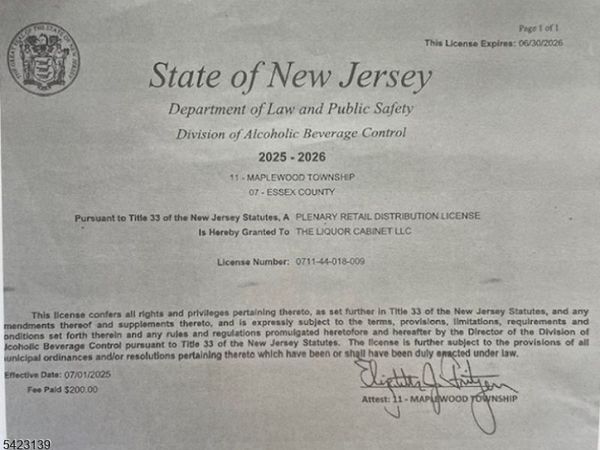 Page 1 of 1
This License Expires: 06/30/2026
State of New Jersey
Department of Law and Public Safety
Division of Alcoholic Beverage Control
2025 - 2026
11 - MAPLEWOOD TOWNSHIP
07 - ESSEX COUNTY
Pursuant to Title 33 of the New Jersey Statutes, A PLENARY RETAIL DISTRIBUTION LICENSE
Is Hereby Granted To THE LIQUOR CABINET LLC
License Number: 0711-44-018-009
This license confers all rights and privileges pertaining thereto, as set further in Title 33 of the New Jersey Statutes, and any
mendments thereof and supplements thereto, and is expressly subject to the terms, provisions, limitations, requirements and
onditions set forth therein and any rules and regulations promulgated heretofore and hereafter by the Director of the Division of
lcoholic Beverage Control pursuant to Title 33 of the New Jersey Statutes. The license is further subject to the provisions of all
unicipal ordinances and/or resolutions pertaining thereto which have been or shall have been duly enacted under law.
Effective Date: 07/01/2025
Fee Paid $200.00
Attest: 11 - MAPLEWOOD TOWNSHIP
5423139